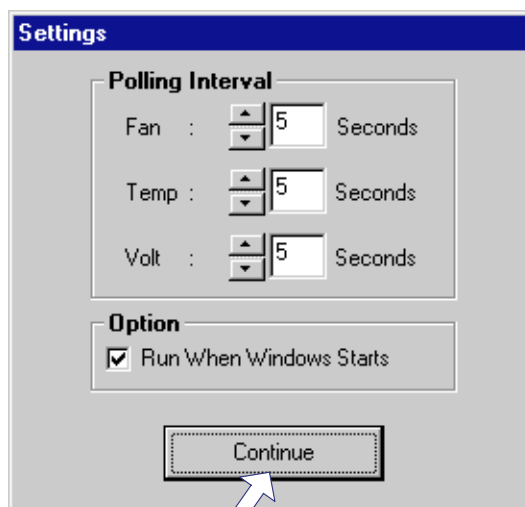 Settings
Polling Interval
Fan : 5 Seconds
Temp : 5 Seconds
Volt : 5 Seconds
Option
Run When Windows Starts
Continue